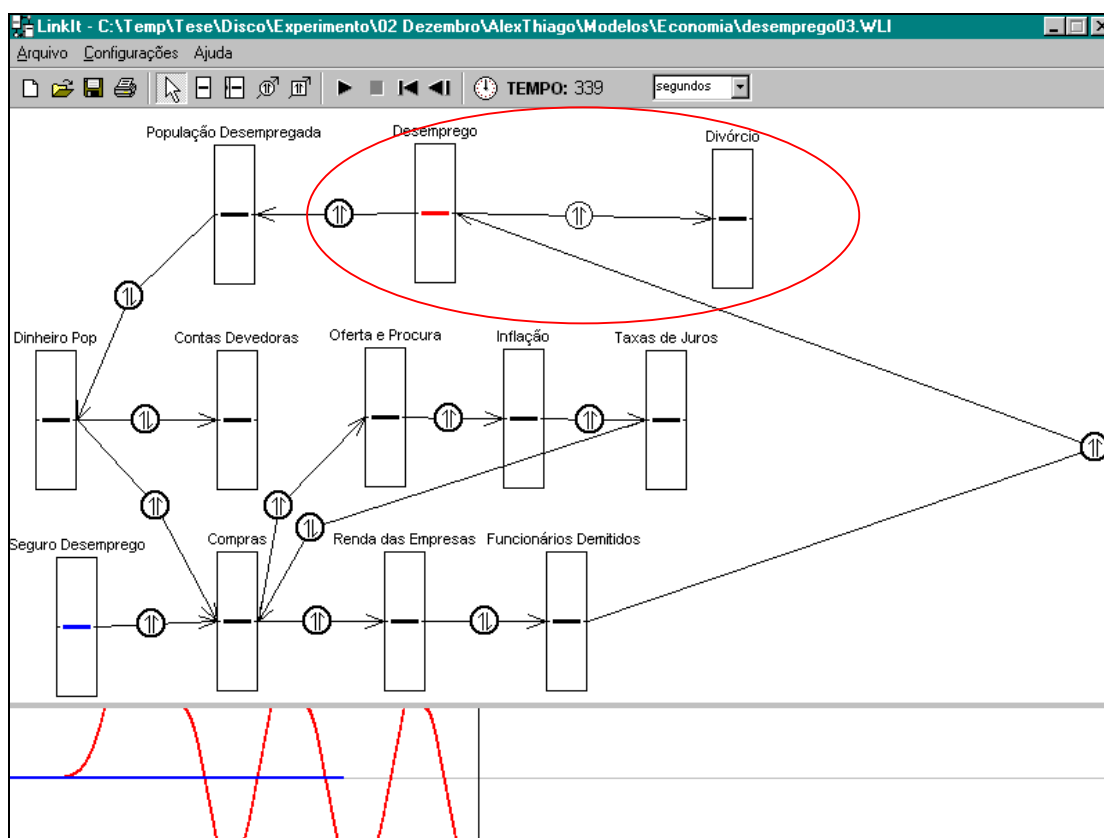 LinkIt - C:\Temp\Tese\Disco\Experimento\02 Dezembro\AlexThiago\Modelos\Economia\desemprego03.WLI
Arquivo Configurações Ajuda
TEMPO: 339 segundos
População Desempregada Desemprego Divórcio
Dinheiro Pop Contas Devedoras Oferta e Procura Inflação Taxas de Juros
Seguro Desemprego Compras Renda das Empresas Funcionários Demitidos